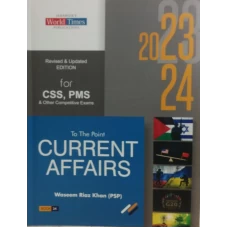 World Times
Revised & Updated
EDITION
2023
24
for
CSS, PMS
& Other Competitive Exams
To The Point
CURRENT
AFFAIRS
Waseem Riaz Khan (PSP)